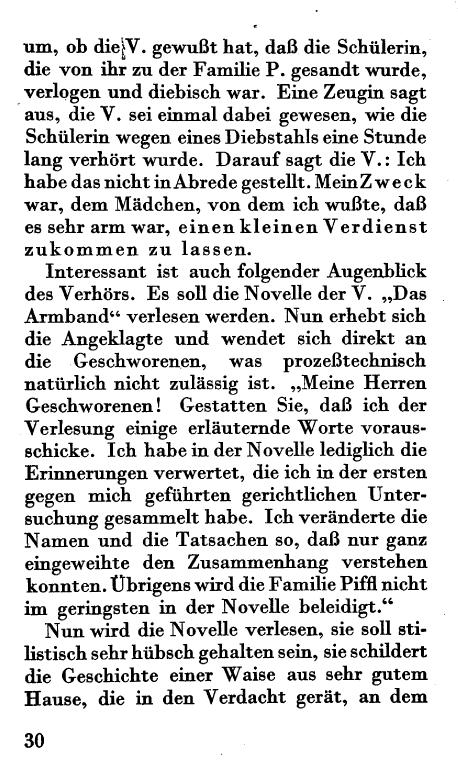 um, ob die V. gewußt hat, daß die Schülerin,
die von ihr zu der Familie P. gesandt wurde,
verlogen und diebisch war. Eine Zeugin sagt
aus, die V. sei einmal dabei gewesen, wie die
Schülerin wegen eines Diebstahls eine Stunde
lang verhört wurde. Darauf sagt die V.: Ich
habe das nicht in Abrede gestellt. Mein Zweck
war, dem Mädchen, von dem ich wußte, daß
es sehr arm war, einen kleinen Verdienst
zukommen zu lassen.
Interessant ist auch folgender Augenblick
des Verhörs. Es soll die Novelle der V. „Das
Armband“ verlesen werden. Nun erhebt sich
die Angeklagte und wendet sich direkt an
die Geschworenen, was prozeßtechnisch
natürlich nicht zulässig ist. „Meine Herren
Geschworenen! Gestatten Sie, daß ich der
Verlesung einige erläuternde Worte voraus-
schicke. Ich habe in der Novelle lediglich die
Erinnerungen verwertet, die ich in der ersten
gegen mich geführten gerichtlichen Unter-
suchung gesammelt habe. Ich veränderte die
Namen und die Tatsachen so, daß nur ganz
eingeweihte den Zusammenhang verstehen
konnten. Übrigens wird die Familie Piffl nicht
im geringsten in der Novelle beleidigt.“
Nun wird die Novelle verlesen, sie soll sti-
listisch sehr hübsch gehalten sein, sie schildert
die Geschichte einer Waise aus sehr gutem
Hause, die in den Verdacht gerät, an dem
30